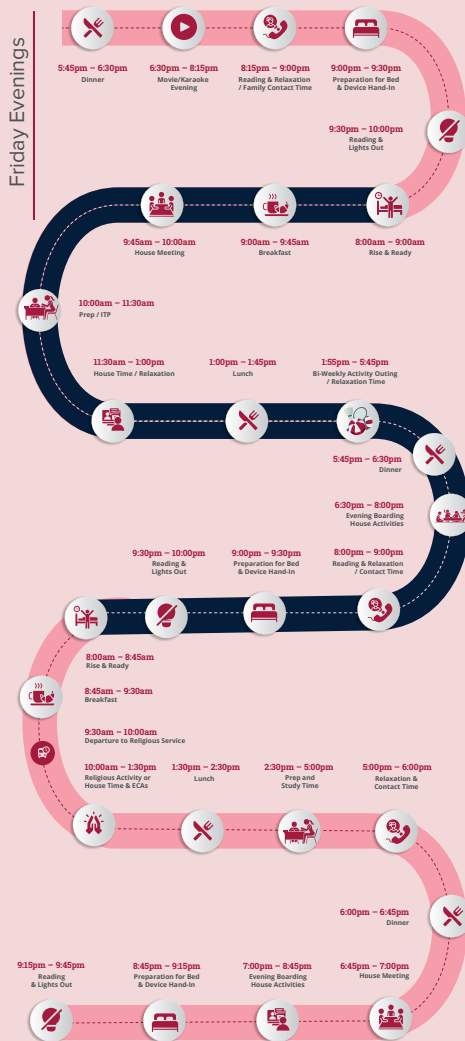 Friday Evenings
5:45pm – 6:30pm
Dinner
6:30pm – 8:15pm
Movie/Karaoke
Evening
8:15pm – 9:00pm
Reading & Relaxation
/ Family Contact Time
9:00pm – 9:30pm
Preparation for Bed
& Device Hand-In
9:30pm – 10:00pm
Reading &
Lights Out
8:00am – 9:00am
Rise & Ready
9:00am – 9:45am
Breakfast
9:45am – 10:00am
House Meeting
10:00am – 11:30am
Prep / ITP
11:30am – 1:00pm
House Time / Relaxation
1:00pm – 1:45pm
Lunch
1:55pm – 5:45pm
Bi-Weekly Activity Outing
/ Relaxation Time
5:45pm – 6:30pm
Dinner
6:30pm – 8:00pm
Evening Boarding
House Activities
8:00pm – 9:00pm
Reading & Relaxation
/ Contact Time
9:00pm – 9:30pm
Preparation for Bed
& Device Hand-In
9:30pm – 10:00pm
Reading &
Lights Out
8:00am – 8:45am
Rise & Ready
8:45am – 9:30am
Breakfast
9:30am – 10:00am
Departure to Religious Service
10:00am – 1:30pm
Religious Activity or
House Time & ECAs
1:30pm – 2:30pm
Lunch
2:30pm – 5:00pm
Prep and
Study Time
5:00pm – 6:00pm
Relaxation &
Contact Time
6:00pm – 6:45pm
Dinner
6:45pm – 7:00pm
House Meeting
7:00pm – 8:45pm
Evening Boarding
House Activities
8:45pm – 9:15pm
Preparation for Bed
& Device Hand-In
9:15pm – 9:45pm
Reading
& Lights Out